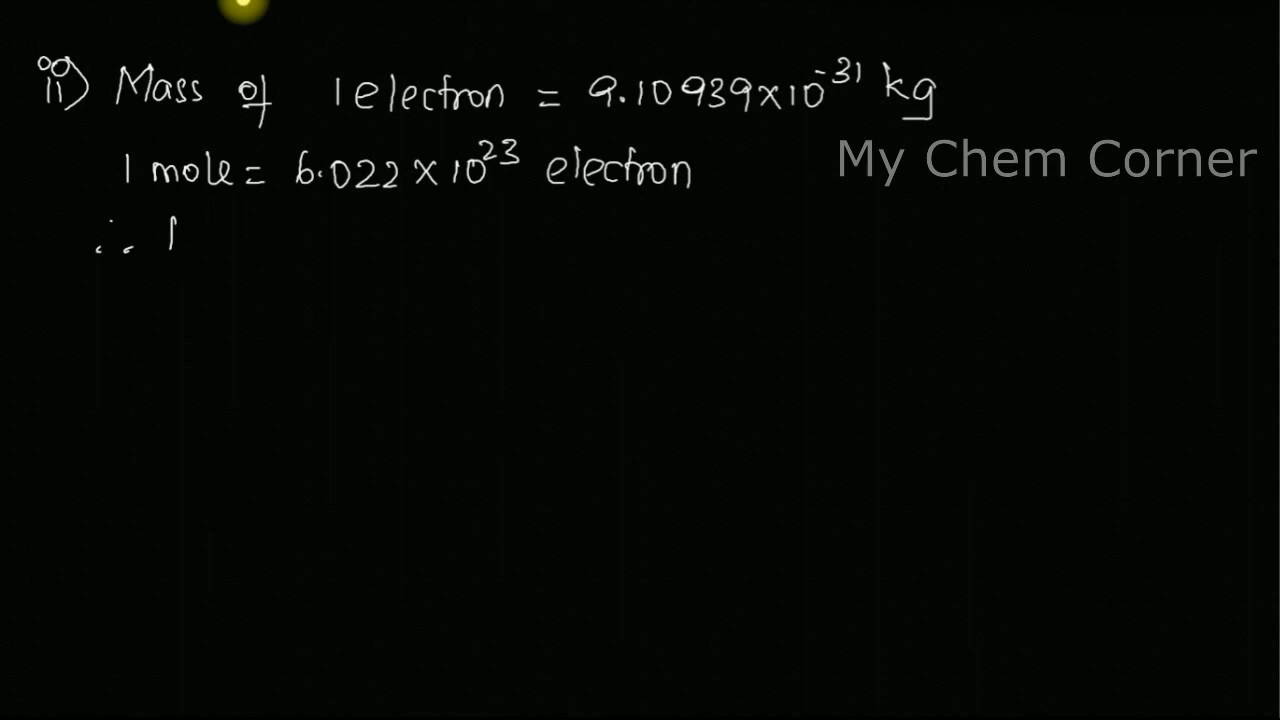 ii) Mass of 1 electron = 9.10939×10⁻³¹ kg
My Chem Corner
1 mole = 6.022 × 10²³ electron
∴ 1